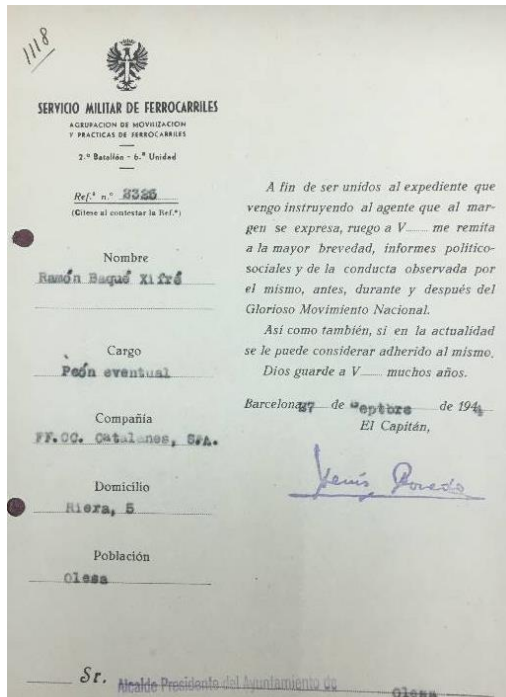 1118
SERVICIO MILITAR DE FERROCARRILES
AGRUPACION DE MOVILIZACION
Y PRACTICAS DE FERROCARRILES
2.º Batallón - 6.ª Unidad
Ref.ª n.º 2326
(Cítese al contestar la Ref.ª)
Nombre
Ramón Baqué Xifré
Cargo
Peón eventual
Compañía
FF.CC. Catalanes, S.A.
Domicilio
Riera, 5
Población
Olesa
A fin de ser unidos al expediente que
vengo instruyendo al agente que al mar-
gen se expresa, ruego a V...... me remita
a la mayor brevedad, informes político-
sociales y de la conducta observada por
el mismo, antes, durante y después del
Glorioso Movimiento Nacional.
Así como también, si en la actualidad
se le puede considerar adherido al mismo.
Dios guarde a V...... muchos años.
Barcelona 27 de septbre de 194
El Capitán,
Sr. Alcalde Presidente del Ayuntamiento de Olesa